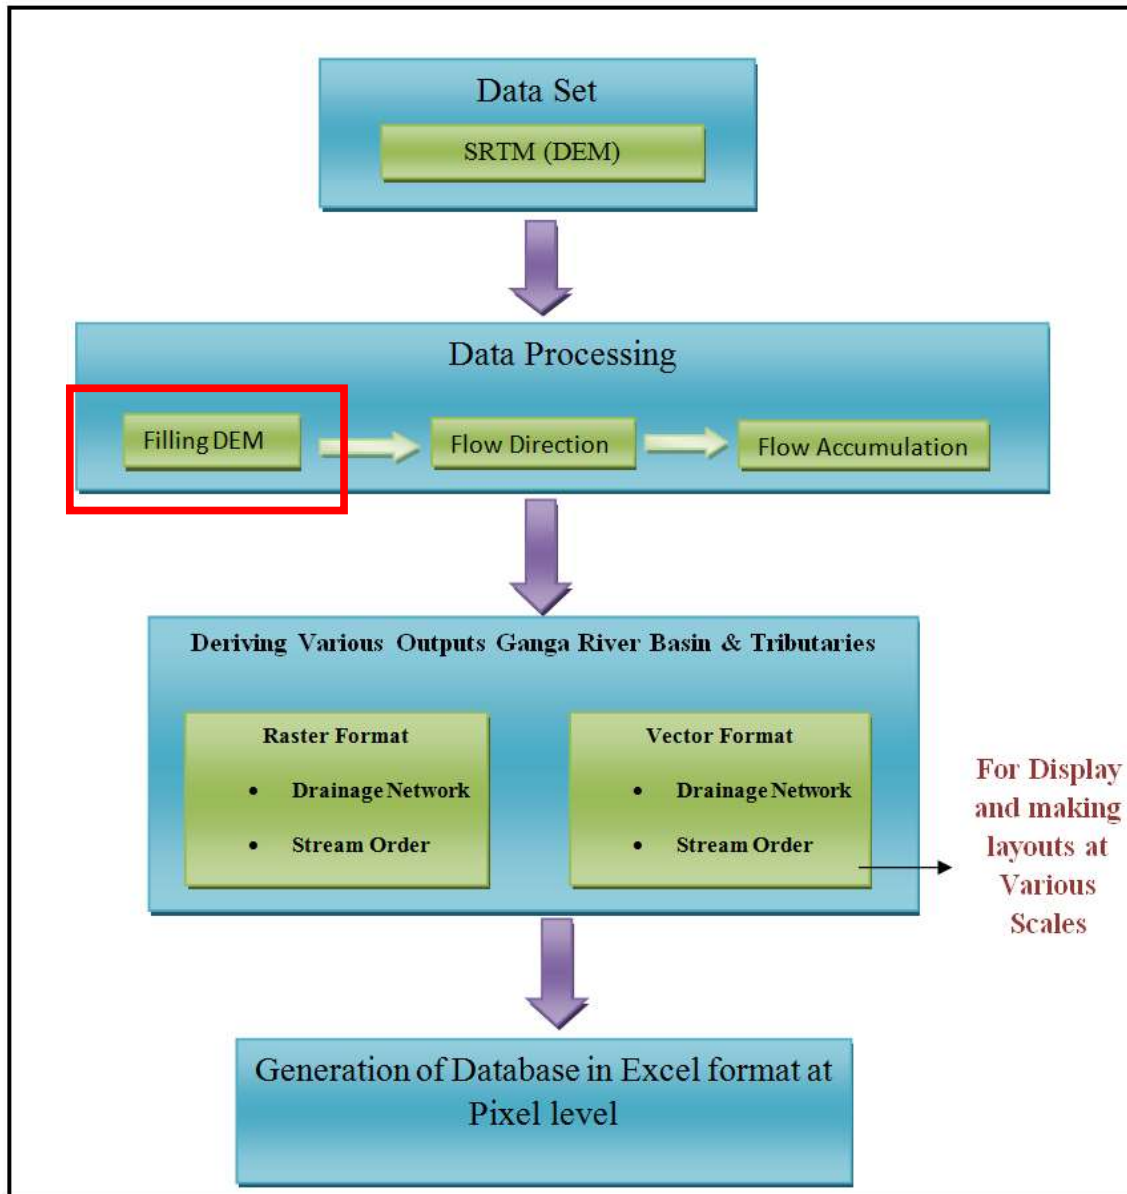 Data Set
SRTM (DEM)
Data Processing
Filling DEM
Flow Direction
Flow Accumulation
Deriving Various Outputs Ganga River Basin & Tributaries
Raster Format
• Drainage Network
• Stream Order
Vector Format
• Drainage Network
• Stream Order
For Display
and making
layouts at
Various
Scales
Generation of Database in Excel format at
Pixel level